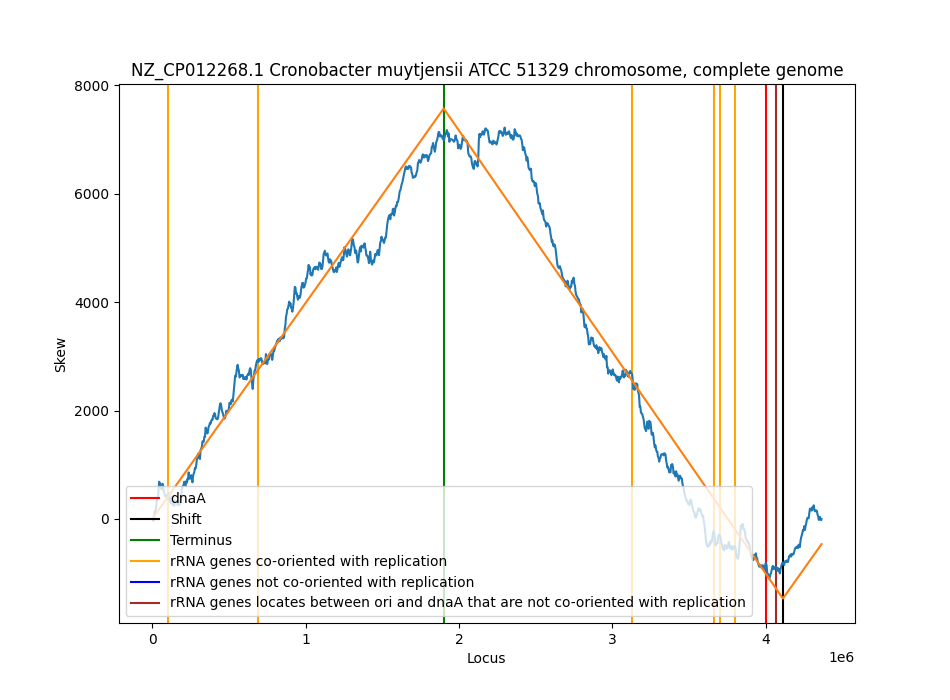 NZ_CP012268.1 Cronobacter muytjensii ATCC 51329 chromosome, complete genome
8000
6000
4000
2000
0
Skew
dnaA
Shift
Terminus
rRNA genes co-oriented with replication
rRNA genes not co-oriented with replication
rRNA genes locates between ori and dnaA that are not co-oriented with replication
0 1 2 3 4
1e6
Locus